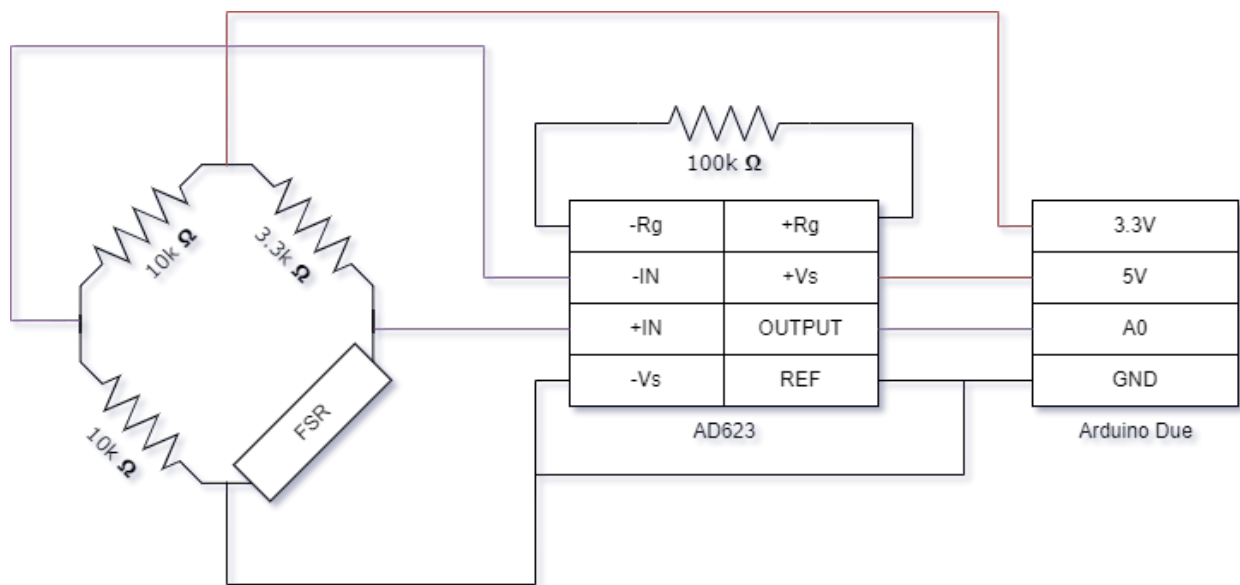 100k Ω
10k Ω
3.3k Ω
10k Ω
FSR
-Rg
+Rg
-IN
+Vs
+IN
OUTPUT
-Vs
REF
AD623
3.3V
5V
A0
GND
Arduino Due